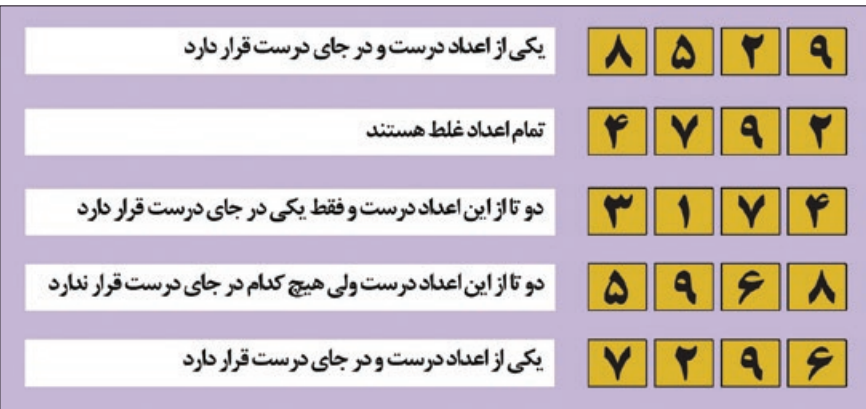 یکی از اعداد درست و در جای درست قرار دارد ۸ ۵ ۲ ۹
تمام اعداد غلط هستند ۴ ۷ ۹ ۲
دو تا از این اعداد درست و فقط یکی در جای درست قرار دارد ۳ ۱ ۷ ۴
دو تا از این اعداد درست ولی هیچ کدام در جای درست قرار ندارد ۵ ۹ ۶ ۸
یکی از اعداد درست و در جای درست قرار دارد ۷ ۲ ۹ ۶